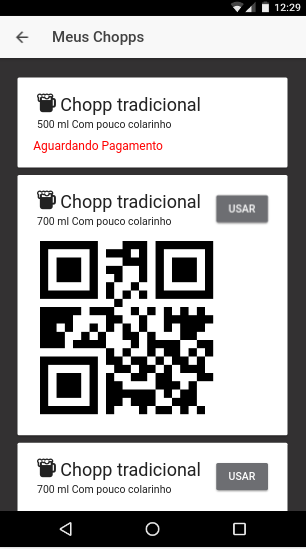 12:29
Meus Chopps
Chopp tradicional
500 ml Com pouco colarinho
Aguardando Pagamento
Chopp tradicional
700 ml Com pouco colarinho
USAR
Chopp tradicional
700 ml Com pouco colarinho
USAR